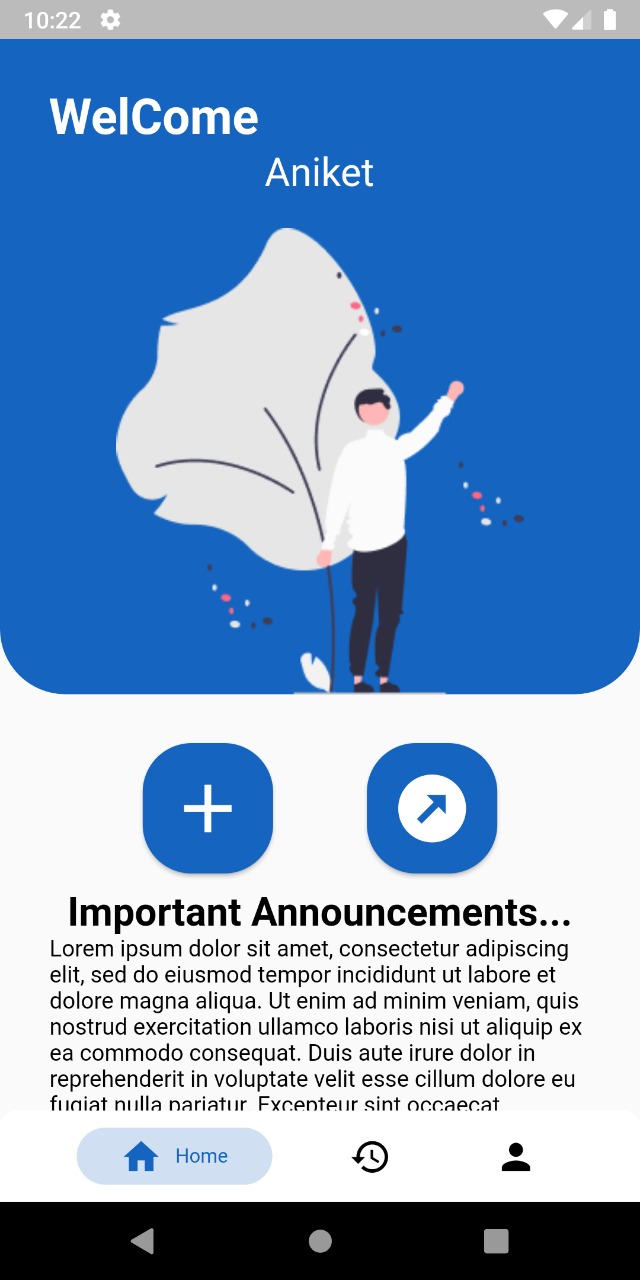 10:22
WelCome
Aniket
Important Announcements...
Lorem ipsum dolor sit amet, consectetur adipiscing
elit, sed do eiusmod tempor incididunt ut labore et
dolore magna aliqua. Ut enim ad minim veniam, quis
nostrud exercitation ullamco laboris nisi ut aliquip ex
ea commodo consequat. Duis aute irure dolor in
reprehenderit in voluptate velit esse cillum dolore eu
fugiat nulla pariatur. Excepteur sint occaecat
Home